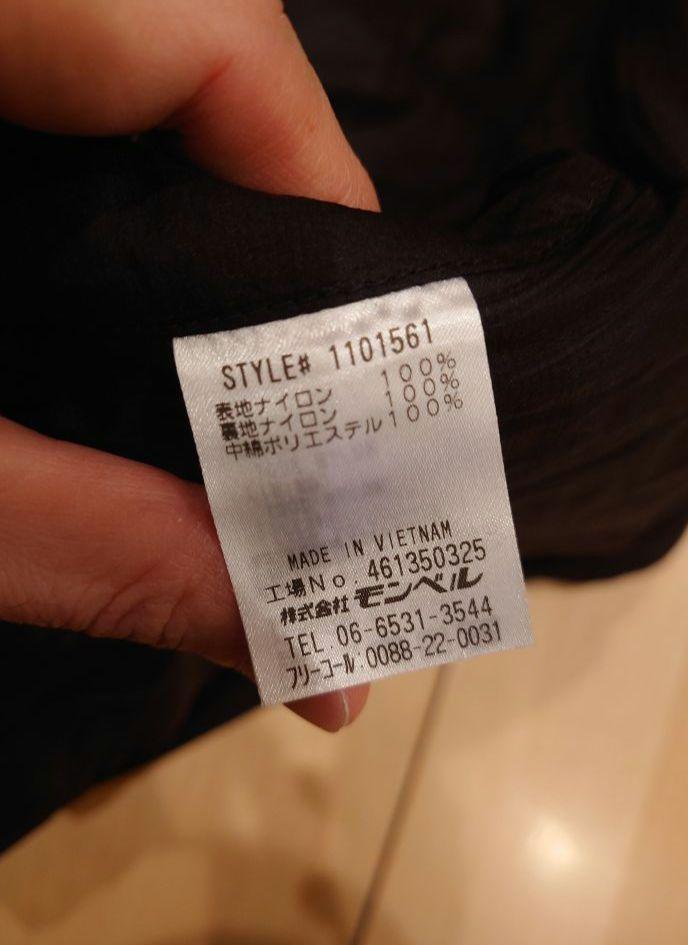 STYLE# 1101561
表地ナイロン 100%
裏地ナイロン 100%
中綿ポリエステル100%
MADE IN VIETNAM
工場No.461350325
株式会社モンベル
TEL.06-6531-3544
フリーコール:0088-22-0031